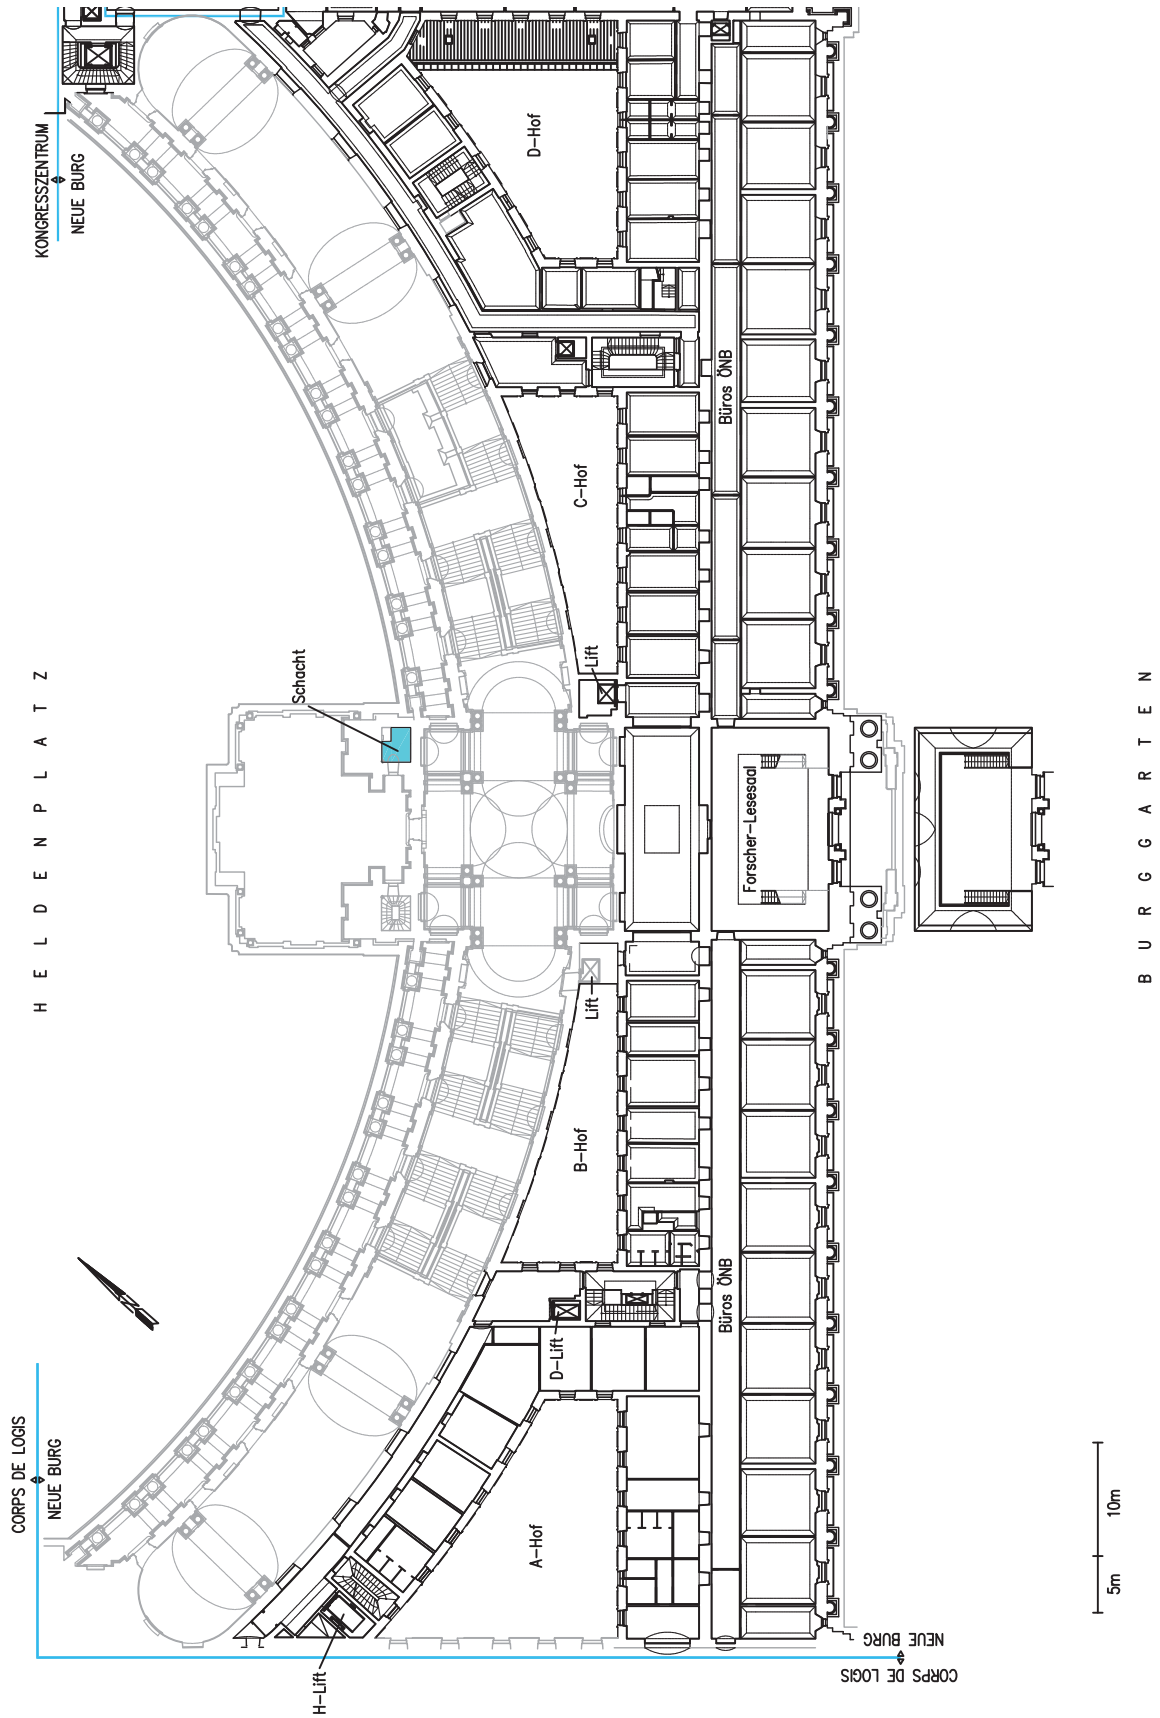 KONGRESSZENTRUM
NEUE BURG
D-Hof
Büros ÖNB
C-Hof
Lift
Schacht
HELDENPLATZ
BURGGARTEN
Forscher-Lesesaal
Lift
B-Hof
Büros ÖNB
D-Lift
CORPS DE LOGIS
NEUE BURG
A-Hof
10m
5m
H-Lift
NEUE BURG
CORPS DE LOGIS